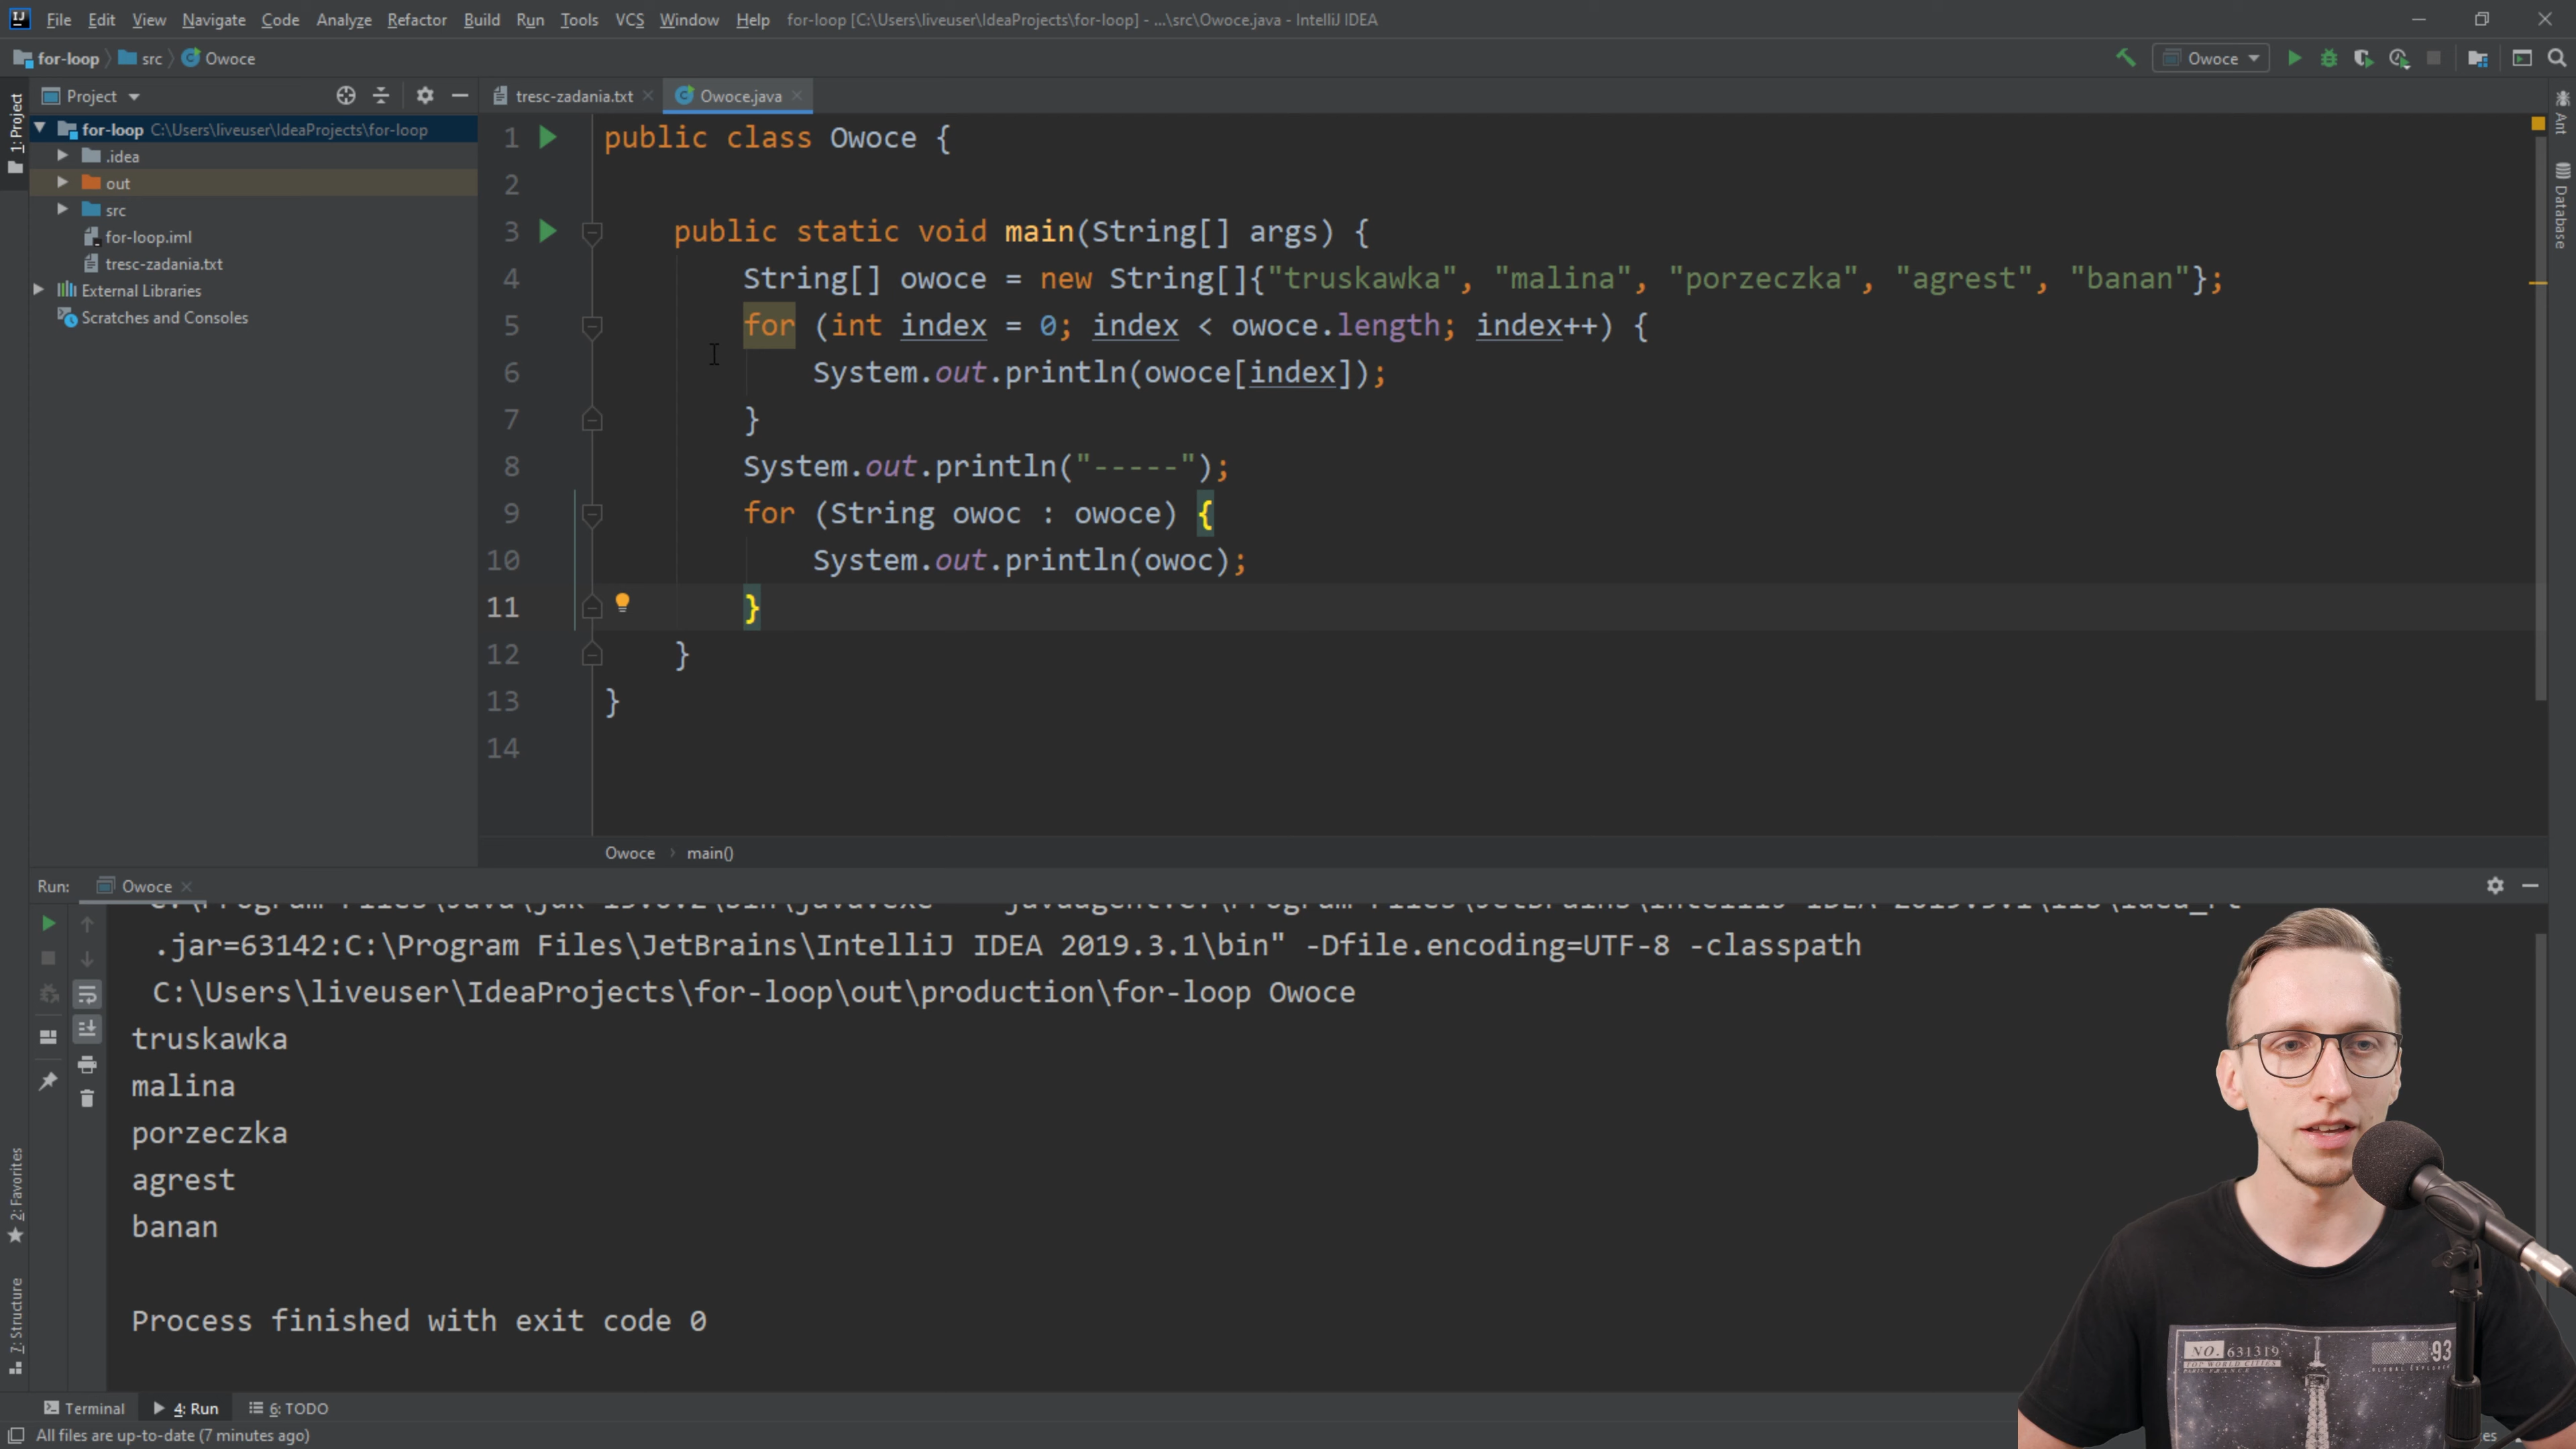 File Edit View Navigate Code Analyze Refactor Build Run Tools VCS Window Help for-loop [C:\Users\liveuser\IdeaProjects\for-loop] - ...\src\Owoce.java - IntelliJ IDEA
for-loop src Owoce
Owoce
Project
tresc-zadania.txt
Owoce.java
1: Project
for-loop C:\Users\liveuser\IdeaProjects\for-loop
.idea
out
src
for-loop.iml
tresc-zadania.txt
External Libraries
Scratches and Consoles
1 public class Owoce {
2
3 public static void main(String[] args) {
4 String[] owoce = new String[]{"truskawka", "malina", "porzeczka", "agrest", "banan"};
5 for (int index = 0; index < owoce.length; index++) {
6 System.out.println(owoce[index]);
7 }
8 System.out.println("-----");
9 for (String owoc : owoce) {
10 System.out.println(owoc);
11 }
12 }
13 }
14
Ant
Database
Owoce main()
Run: Owoce
.jar=63142:C:\Program Files\JetBrains\IntelliJ IDEA 2019.3.1\bin" -Dfile.encoding=UTF-8 -classpath
C:\Users\liveuser\IdeaProjects\for-loop\out\production\for-loop Owoce
truskawka
malina
porzeczka
agrest
banan
Process finished with exit code 0
2: Favorites
7: Structure
NO. 631319
93
Terminal 4: Run 6: TODO
All files are up-to-date (7 minutes ago)